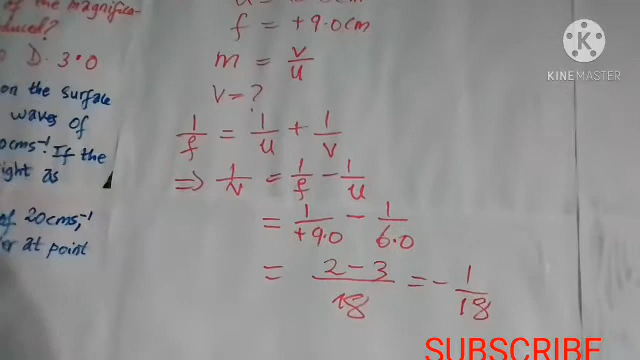 of the magnifica-
duced?
D. 3.0
on the surface
waves of
0cms⁻¹. If the
ight as
of 20cms⁻¹,
er at point
f = +9.0cm
m = v/u
v = ?
1/f = 1/u + 1/v
⇒ 1/v = 1/f - 1/u
= 1/+9.0 - 1/6.0
= 2-3/18 = -1/18
KINEMASTER
SUBSCRIBE